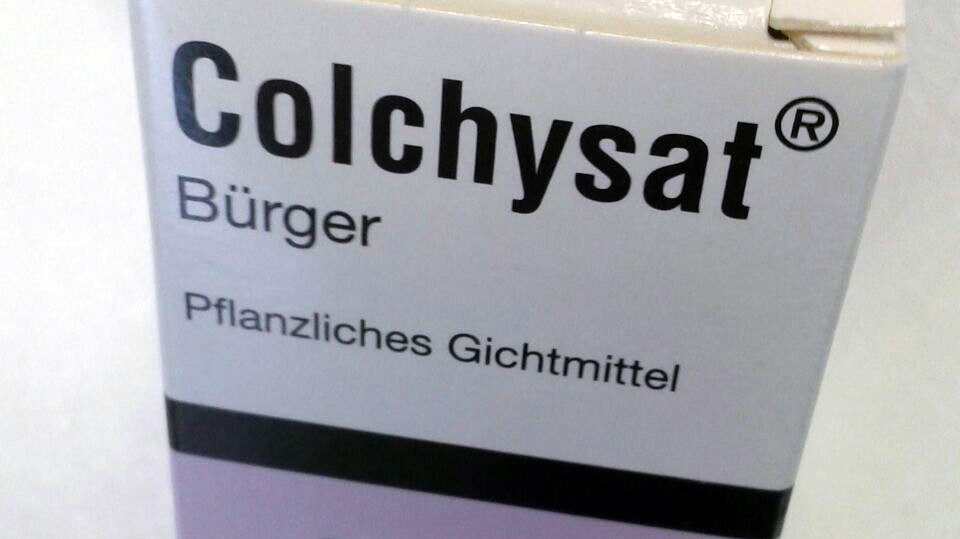 Colchysat®
Bürger
Pflanzliches Gichtmittel